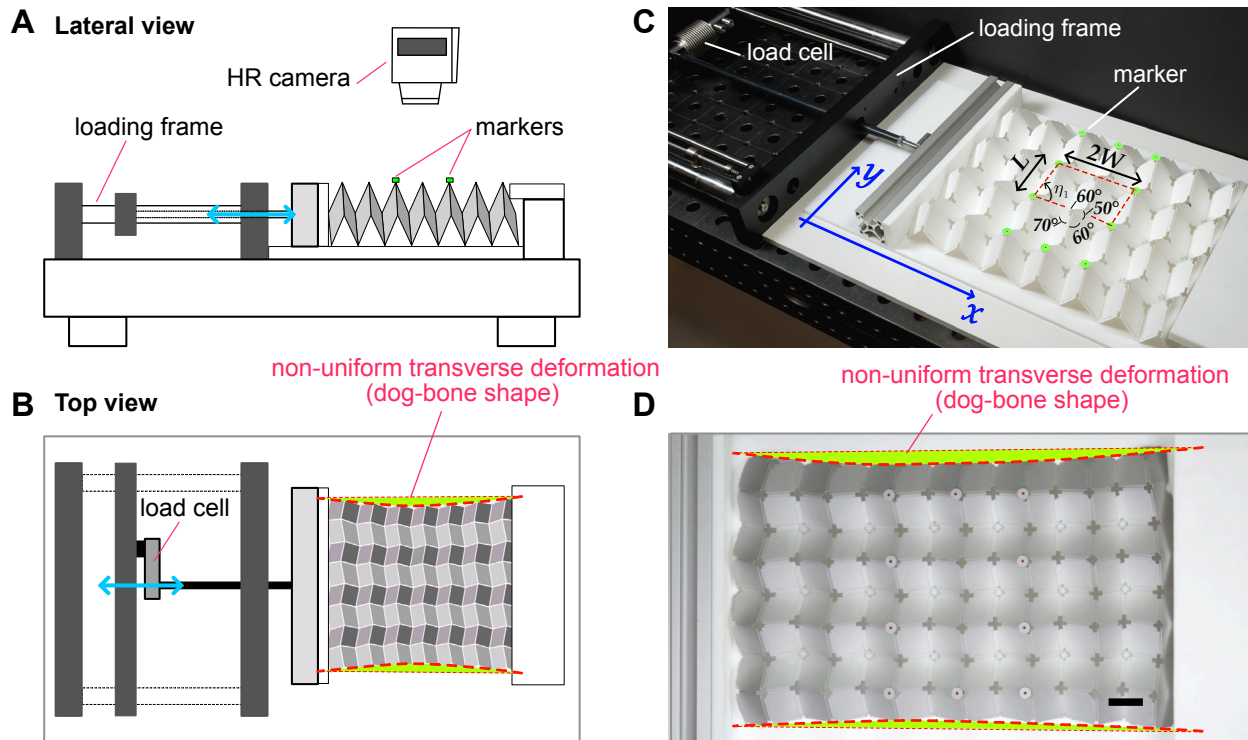 A Lateral view
HR camera
loading frame
markers
C
load cell
loading frame
marker
L
2W
η₁
60°
50°
70°
60°
y
x
non-uniform transverse deformation
(dog-bone shape)
B Top view
load cell
non-uniform transverse deformation
(dog-bone shape)
D